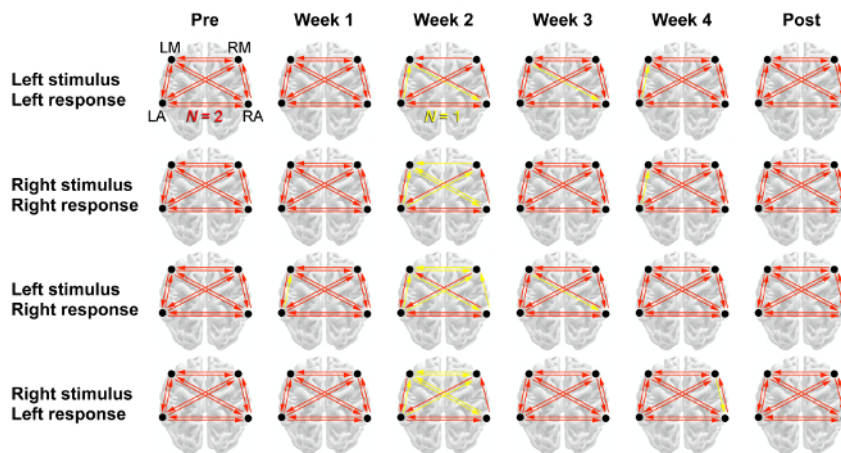 Pre Week 1 Week 2 Week 3 Week 4 Post
LM RM
Left stimulus
Left response
LA N = 2 RA N = 1
Right stimulus
Right response
Left stimulus
Right response
Right stimulus
Left response